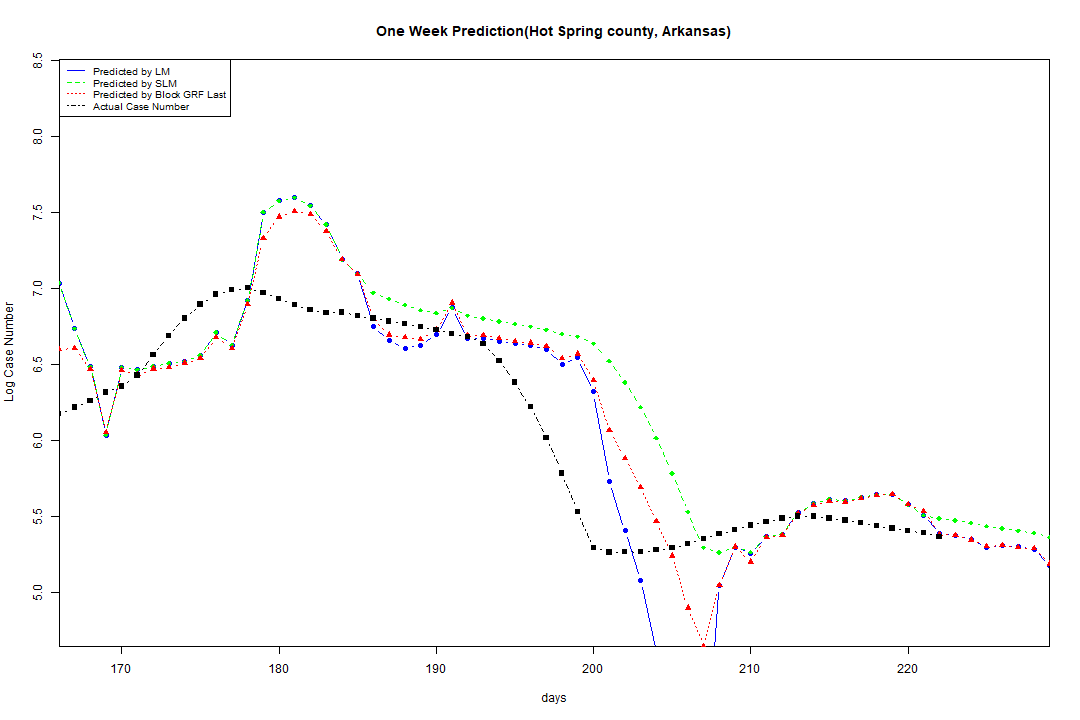 One Week Prediction(Hot Spring county, Arkansas)
Predicted by LM
Predicted by SLM
Predicted by Block GRF Last
Actual Case Number
8.5
8.0
7.5
7.0
6.5
6.0
5.5
5.0
Log Case Number
170 180 190 200 210 220
days